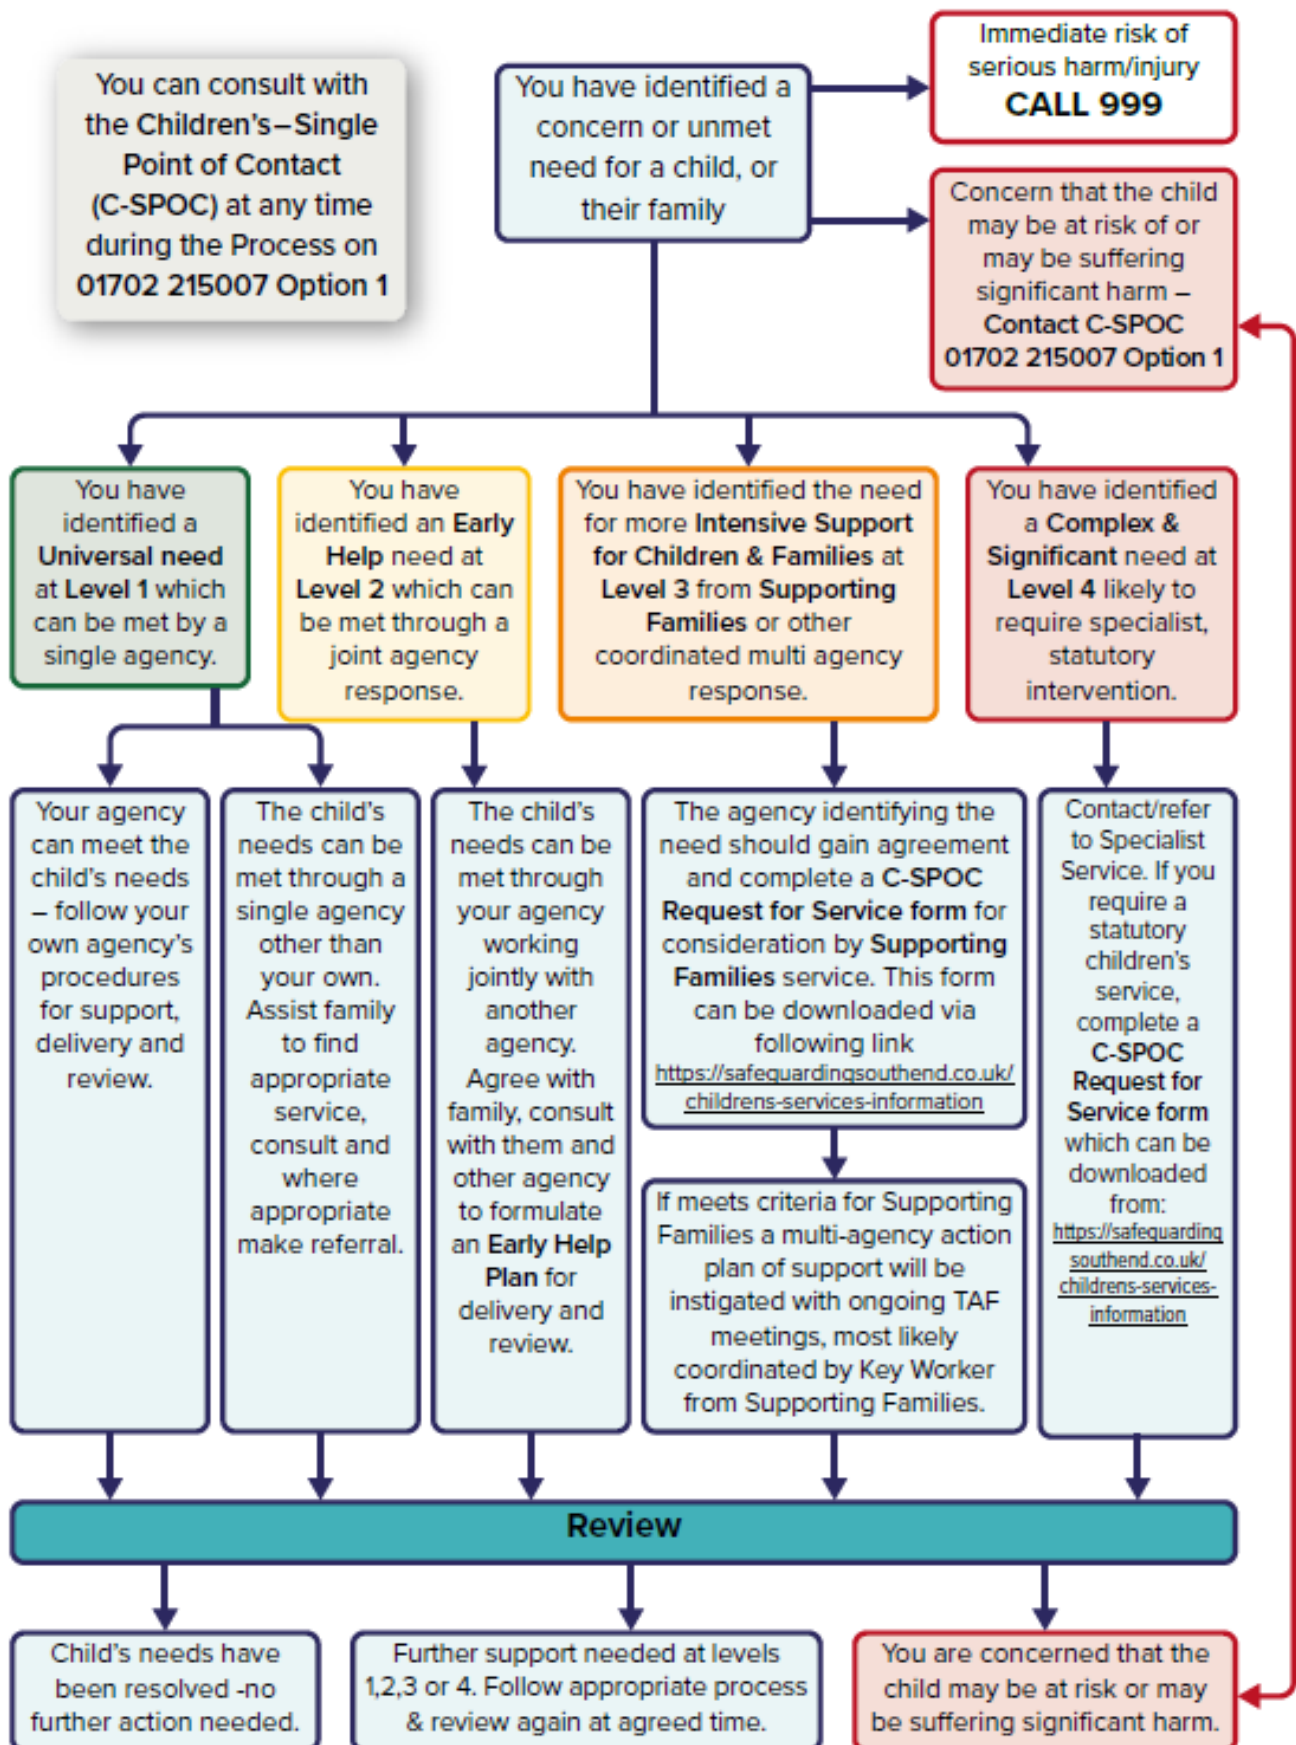 You can consult with
the Children's–Single
Point of Contact
(C-SPOC) at any time
during the Process on
01702 215007 Option 1
You have identified a
concern or unmet
need for a child, or
their family
Immediate risk of
serious harm/injury
CALL 999
Concern that the child
may be at risk of or
may be suffering
significant harm –
Contact C-SPOC
01702 215007 Option 1
You have
identified a
Universal need
at Level 1 which
can be met by a
single agency.
You have
identified an Early
Help need at
Level 2 which can
be met through a
joint agency
response.
You have identified the need
for more Intensive Support
for Children & Families at
Level 3 from Supporting
Families or other
coordinated multi agency
response.
You have identified
a Complex &
Significant need at
Level 4 likely to
require specialist,
statutory
intervention.
Your agency
can meet the
child's needs
– follow your
own agency's
procedures
for support,
delivery and
review.
The child's
needs can be
met through a
single agency
other than
your own.
Assist family
to find
appropriate
service,
consult and
where
appropriate
make referral.
The child's
needs can be
met through
your agency
working
jointly with
another
agency.
Agree with
family, consult
with them and
other agency
to formulate
an Early Help
Plan for
delivery and
review.
The agency identifying the
need should gain agreement
and complete a C-SPOC
Request for Service form for
consideration by Supporting
Families service. This form
can be downloaded via
following link
https://safeguardingsouthend.co.uk/
childrens-services-information
If meets criteria for Supporting
Families a multi-agency action
plan of support will be
instigated with ongoing TAF
meetings, most likely
coordinated by Key Worker
from Supporting Families.
Contact/refer
to Specialist
Service. If you
require a
statutory
children's
service,
complete a
C-SPOC
Request for
Service form
which can be
downloaded
from:
https://safeguarding
southend.co.uk/
childrens-services-
information
Review
Child's needs have
been resolved -no
further action needed.
Further support needed at levels
1,2,3 or 4. Follow appropriate process
& review again at agreed time.
You are concerned that the
child may be at risk or may
be suffering significant harm.